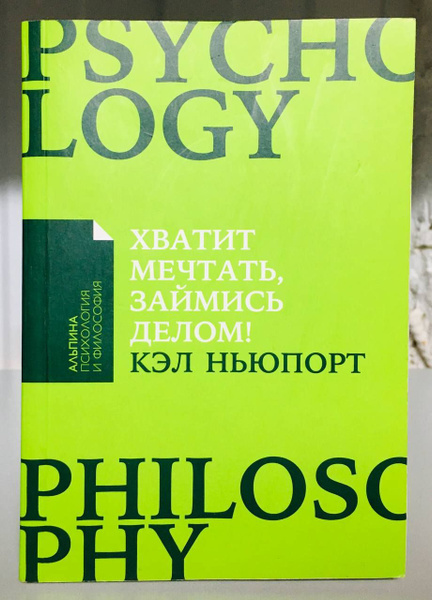 PSYCHO
LOGY
ХВАТИТ
МЕЧТАТЬ,
ЗАЙМИСЬ
ДЕЛОМ!
КЭЛ НЬЮПОРТ
АЛЬПИНА
ПСИХОЛОГИЯ
И ФИЛОСОФИЯ
PHILOSO
PHY